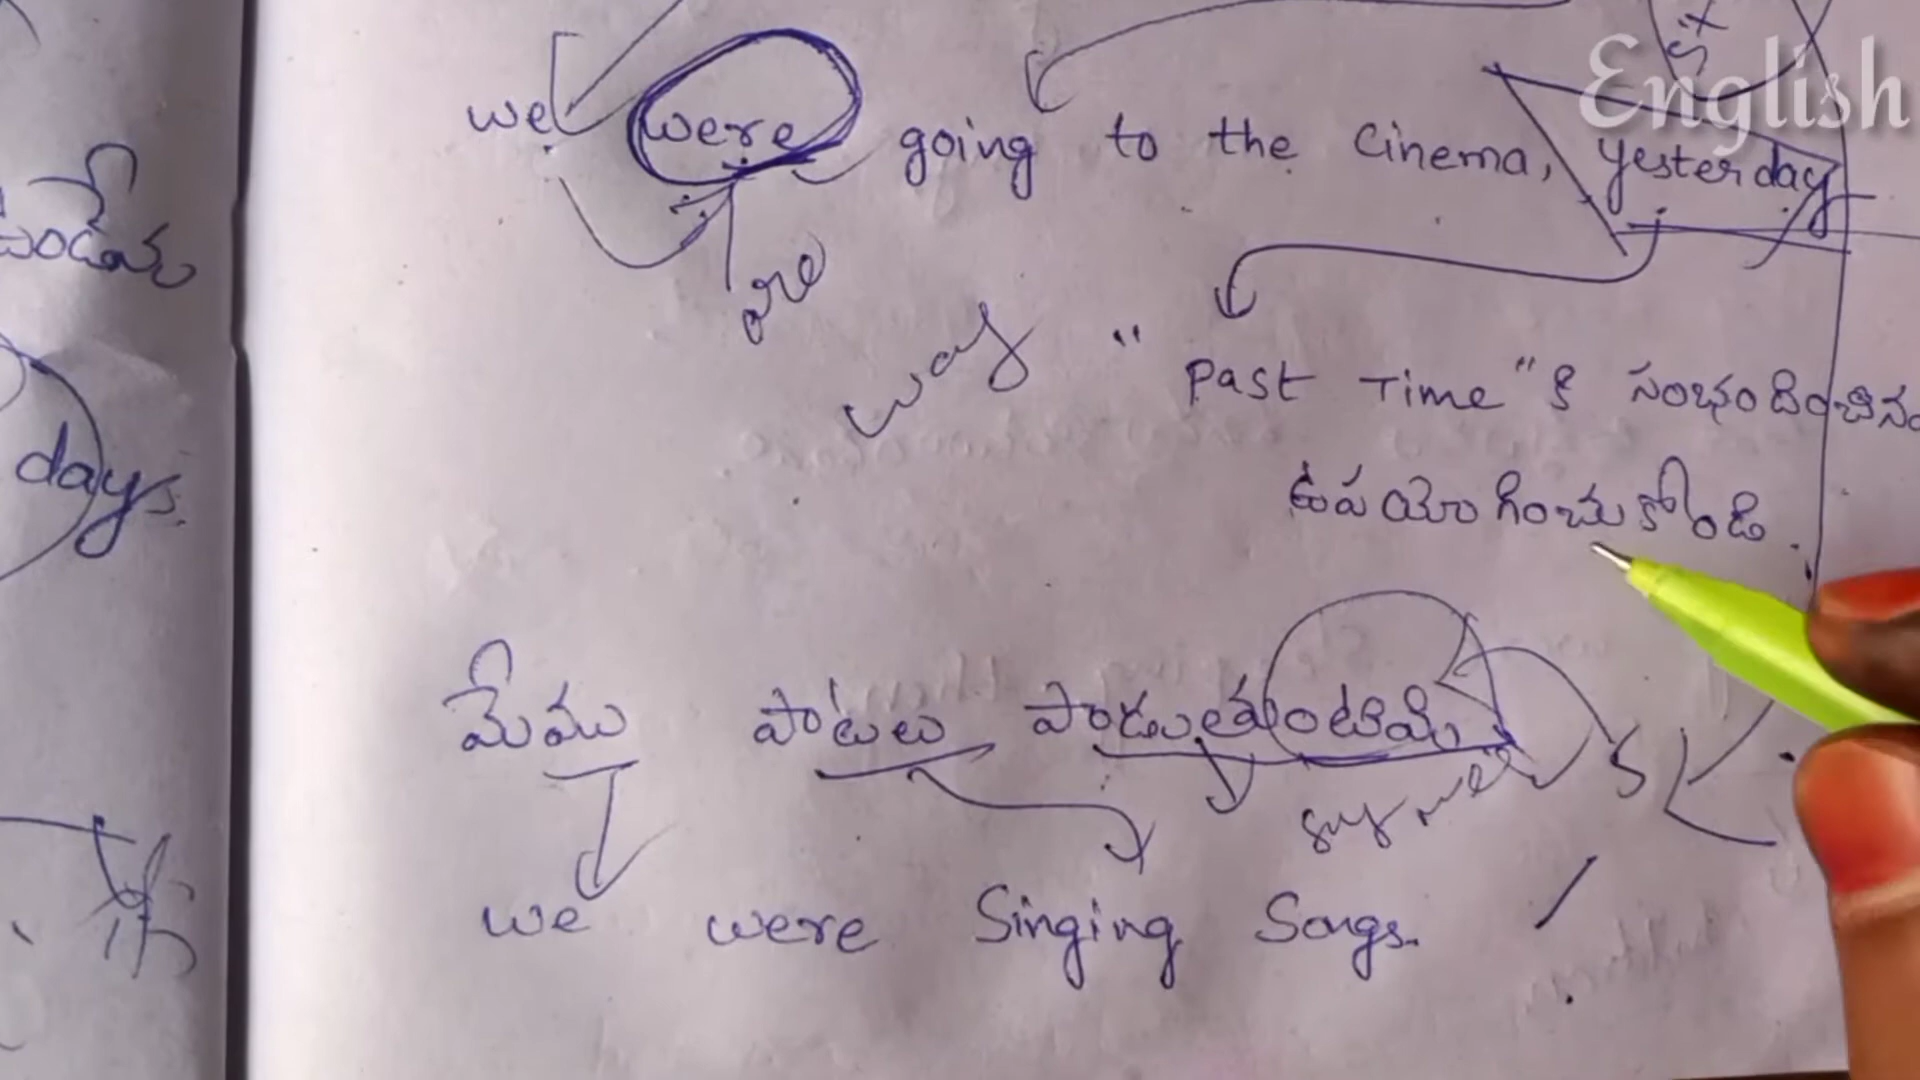 English
we were going to the cinema, yesterday
are
way
"Past Time" కి సంభందించిన
ఉపయోగించుకోండి.
days.
మేము పాటలు పాడుతుంటిమి
we were Singing Songs.